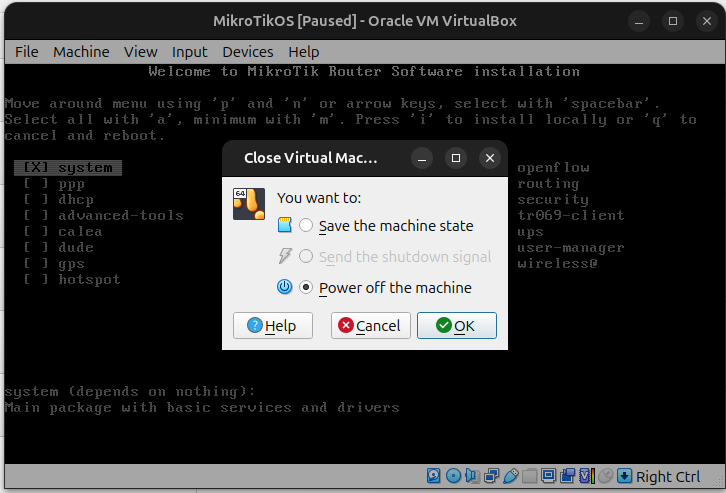 MikroTikOS [Paused] - Oracle VM VirtualBox
File Machine View Input Devices Help
Welcome to MikroTik Router Software installation
Move around menu using 'p' and 'n' or arrow keys, select with 'spacebar'.
Select all with 'a', minimum with 'm'. Press 'i' to install locally or 'q' to
cancel and reboot.
[X] system
[ ] ppp
[ ] dhcp
[ ] advanced-tools
[ ] calea
[ ] dude
[ ] gps
[ ] hotspot
openflow
routing
security
tr069-client
ups
user-manager
wireless@
Close Virtual Mac...
64
You want to:
Save the machine state
Send the shutdown signal
Power off the machine
Help Cancel OK
system (depends on nothing):
Main package with basic services and drivers
Right Ctrl